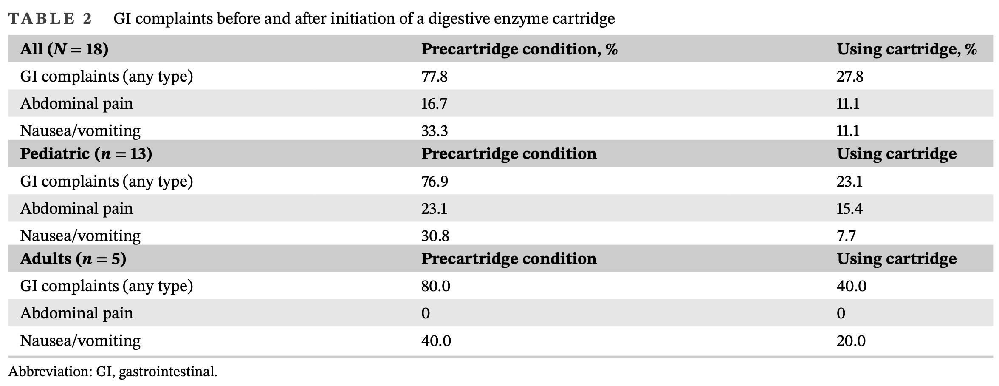 TABLE 2 GI complaints before and after initiation of a digestive enzyme cartridge
All (N = 18) Precartridge condition, % Using cartridge, %
GI complaints (any type) 77.8 27.8
Abdominal pain 16.7 11.1
Nausea/vomiting 33.3 11.1
Pediatric (n = 13) Precartridge condition Using cartridge
GI complaints (any type) 76.9 23.1
Abdominal pain 23.1 15.4
Nausea/vomiting 30.8 7.7
Adults (n = 5) Precartridge condition Using cartridge
GI complaints (any type) 80.0 40.0
Abdominal pain 0 0
Nausea/vomiting 40.0 20.0
Abbreviation: GI, gastrointestinal.